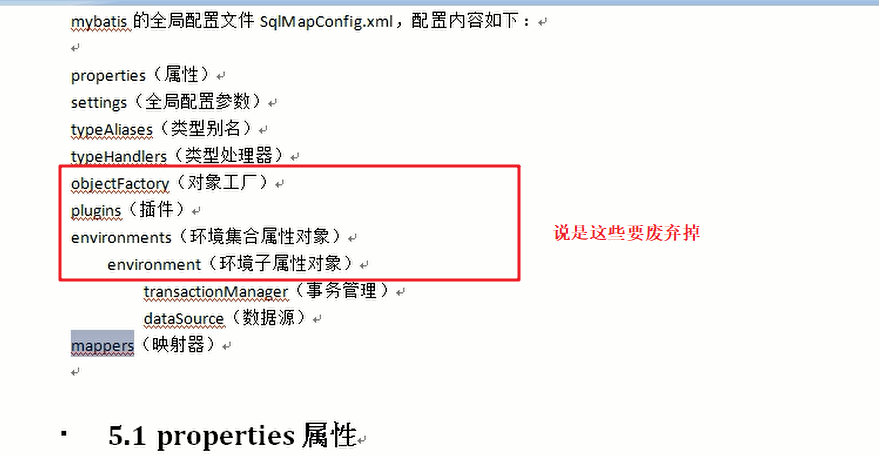 mybatis 的全局配置文件 SqlMapConfig.xml，配置内容如下：
properties（属性）
settings（全局配置参数）
typeAliases（类型别名）
typeHandlers（类型处理器）
objectFactory（对象工厂）
plugins（插件）
environments（环境集合属性对象）
说是这些要废弃掉
environment（环境子属性对象）
transactionManager（事务管理）
dataSource（数据源）
mappers（映射器）
▪ 5.1 properties 属性